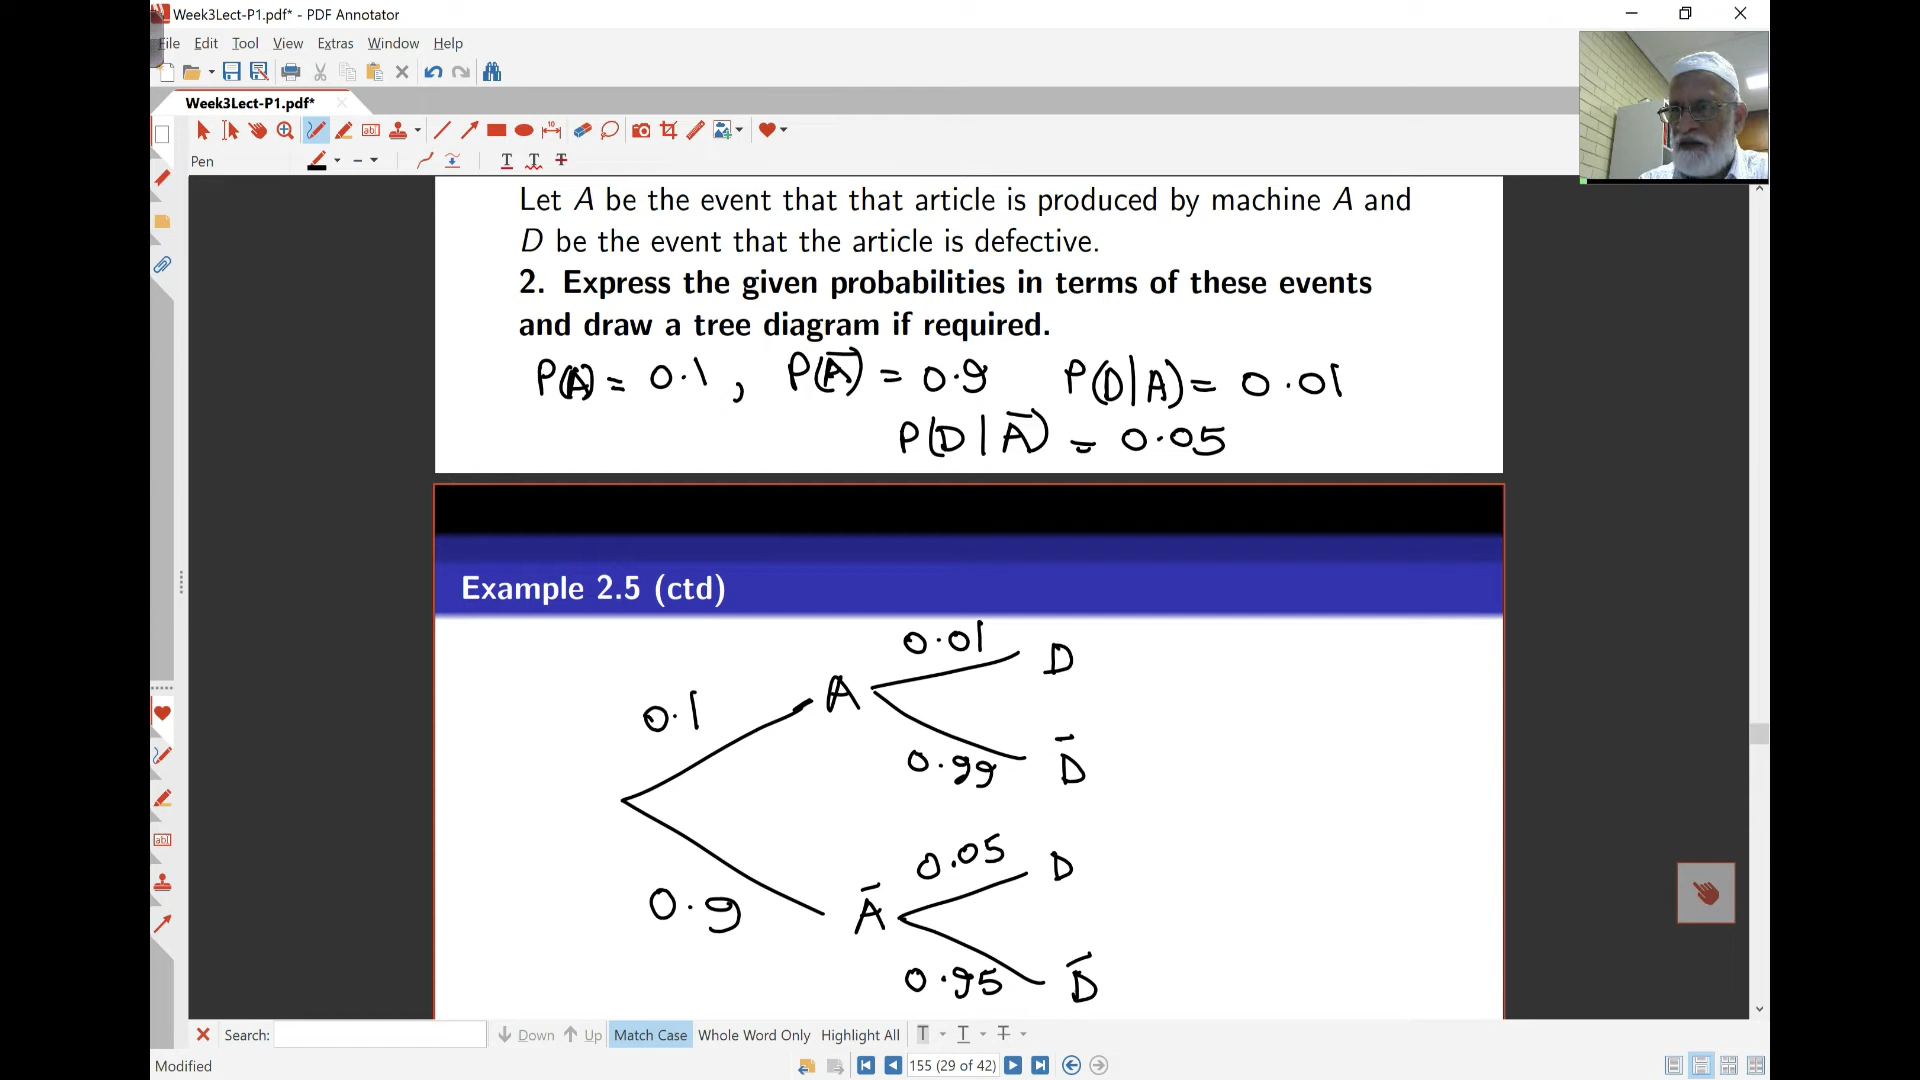 Week3Lect-P1.pdf* - PDF Annotator
File Edit Tool View Extras Window Help
Week3Lect-P1.pdf*
Pen
Let A be the event that that article is produced by machine A and
D be the event that the article is defective.
2. Express the given probabilities in terms of these events
and draw a tree diagram if required.
P(A) = 0.1 , P(A̅) = 0.9 P(D|A) = 0.01
P(D|A̅) = 0.05
Example 2.5 (ctd)
0.01 D
0.1 A
0.99 D̅
0.05 D
0.9 A̅
0.95 D̅
Search: Down Up Match Case Whole Word Only Highlight All
Modified 155 (29 of 42)